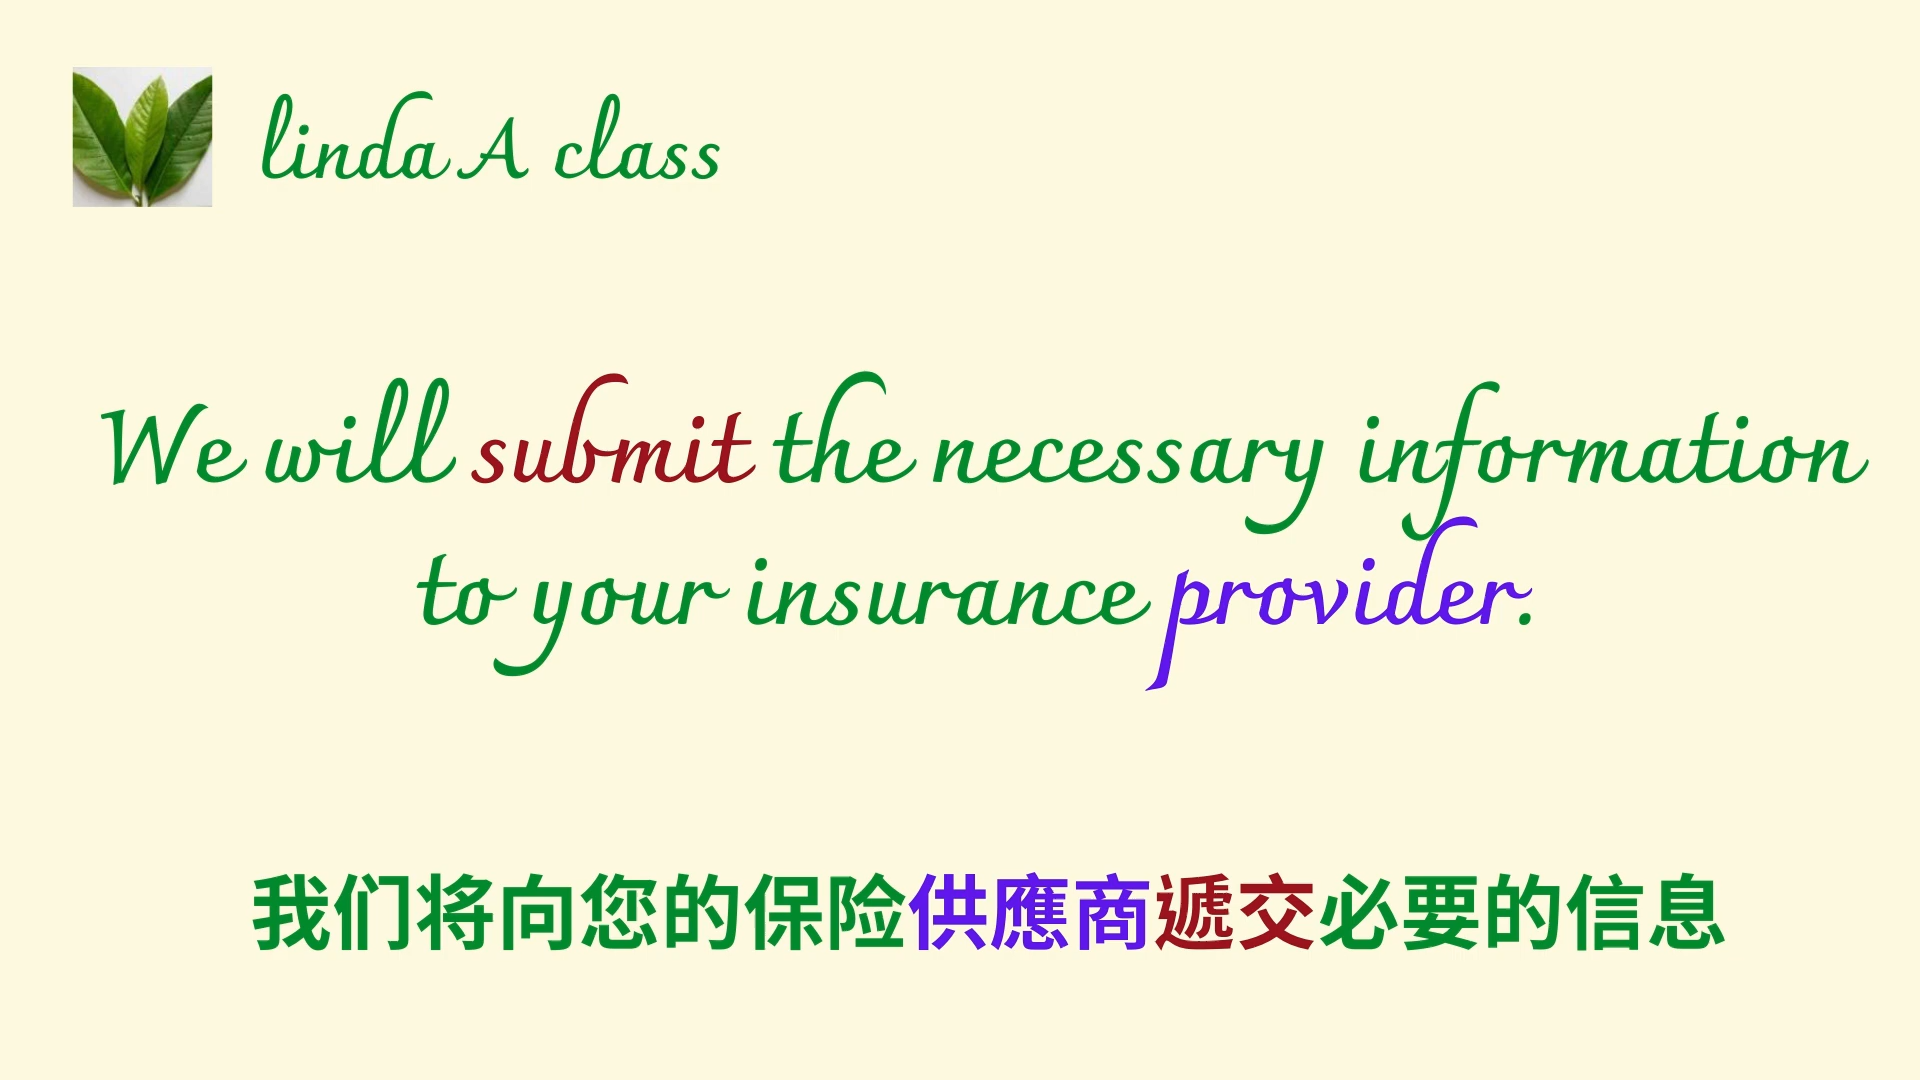 linda A class
We will submit the necessary information
to your insurance provider.
我们将向您的保险供應商遞交必要的信息